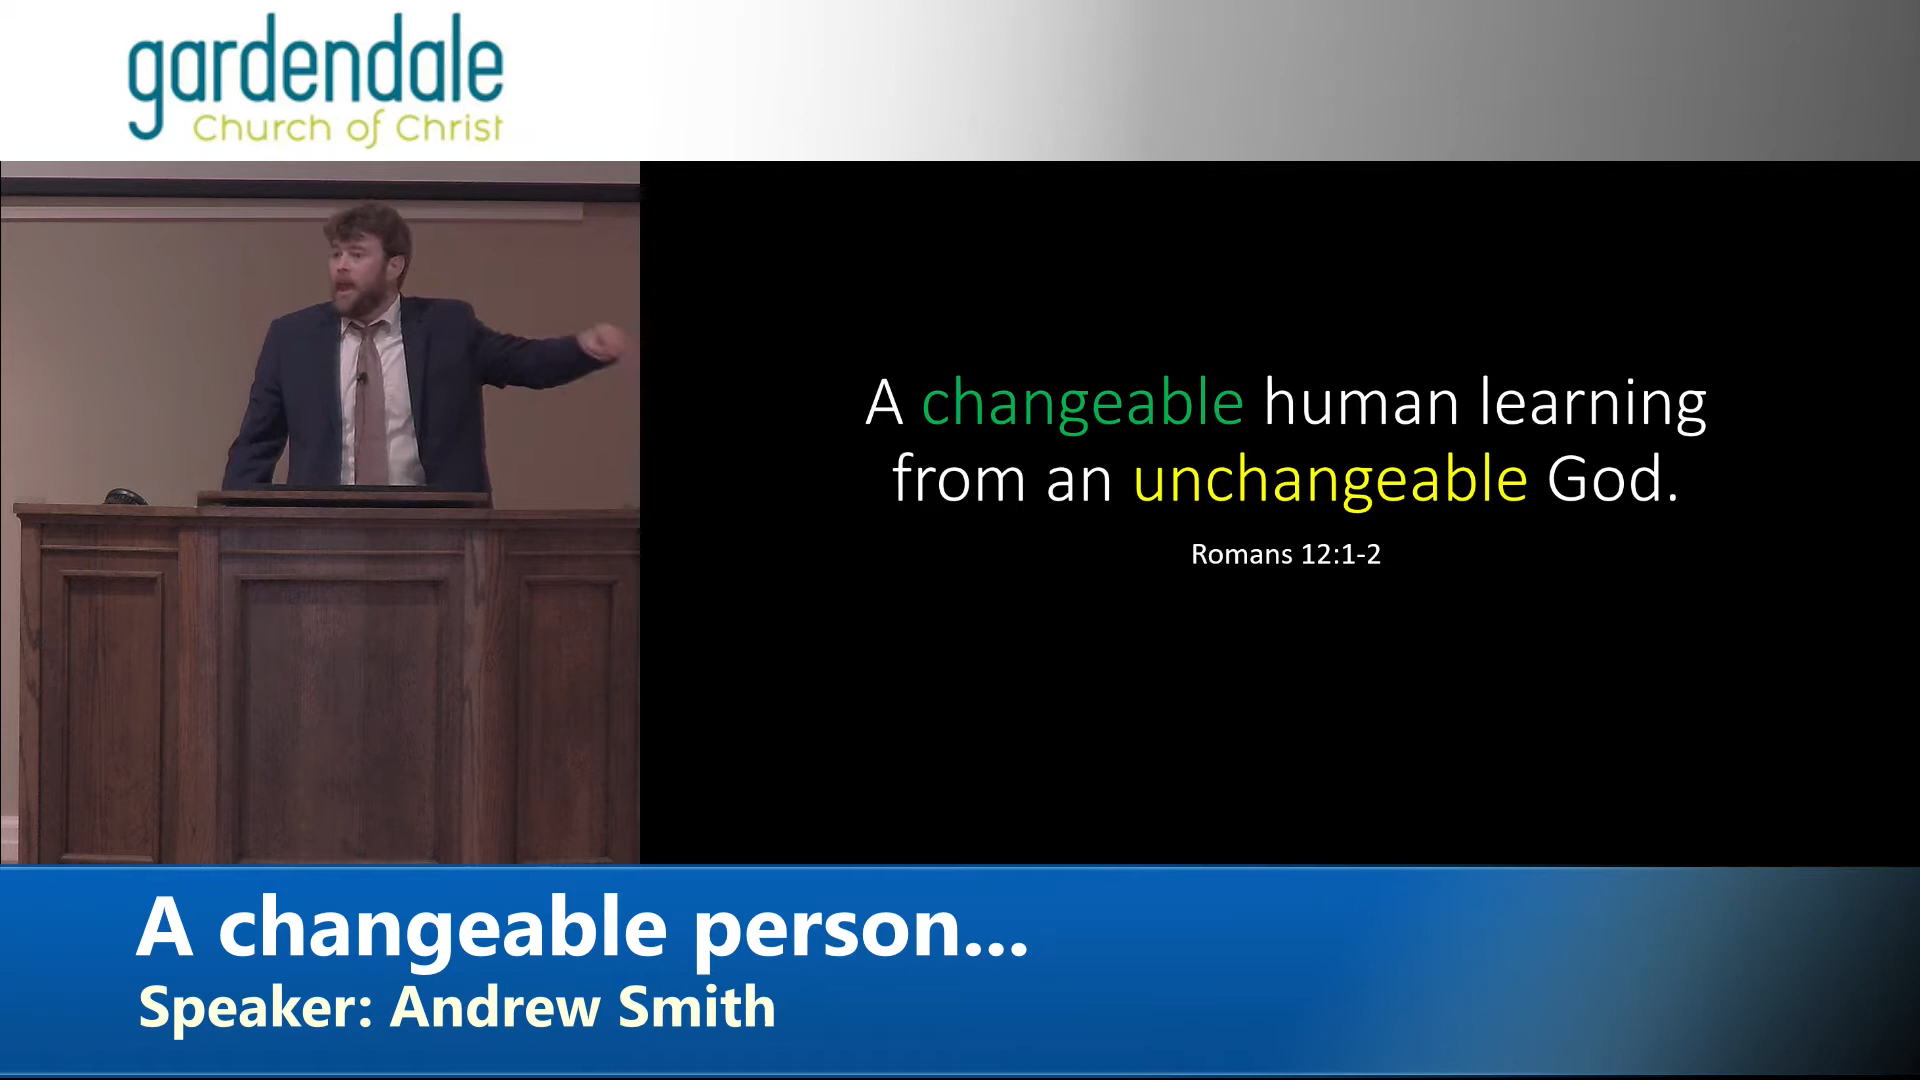 gardendale
Church of Christ
A changeable human learning
from an unchangeable God.
Romans 12:1-2
A changeable person...
Speaker: Andrew Smith